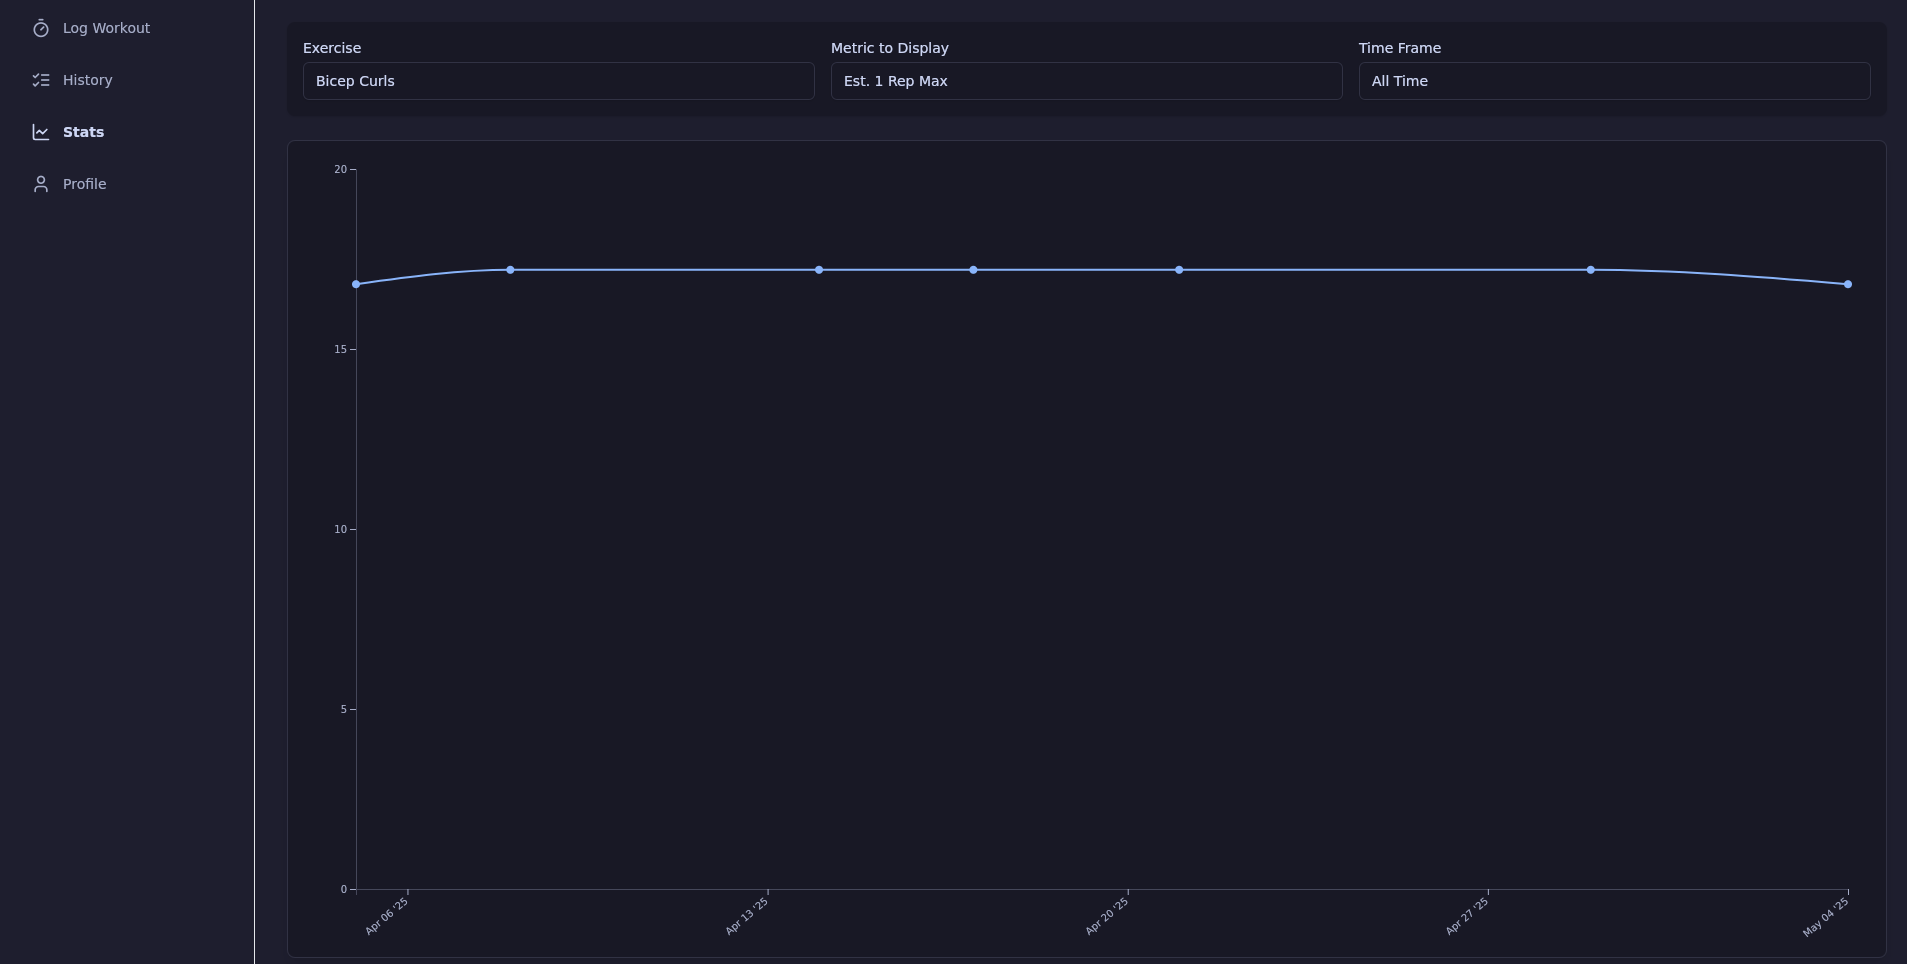 Log Workout
History
Stats
Profile
Exercise
Bicep Curls
Metric to Display
Est. 1 Rep Max
Time Frame
All Time
20
15
10
5
0
Apr 06 '25
Apr 13 '25
Apr 20 '25
Apr 27 '25
May 04 '25